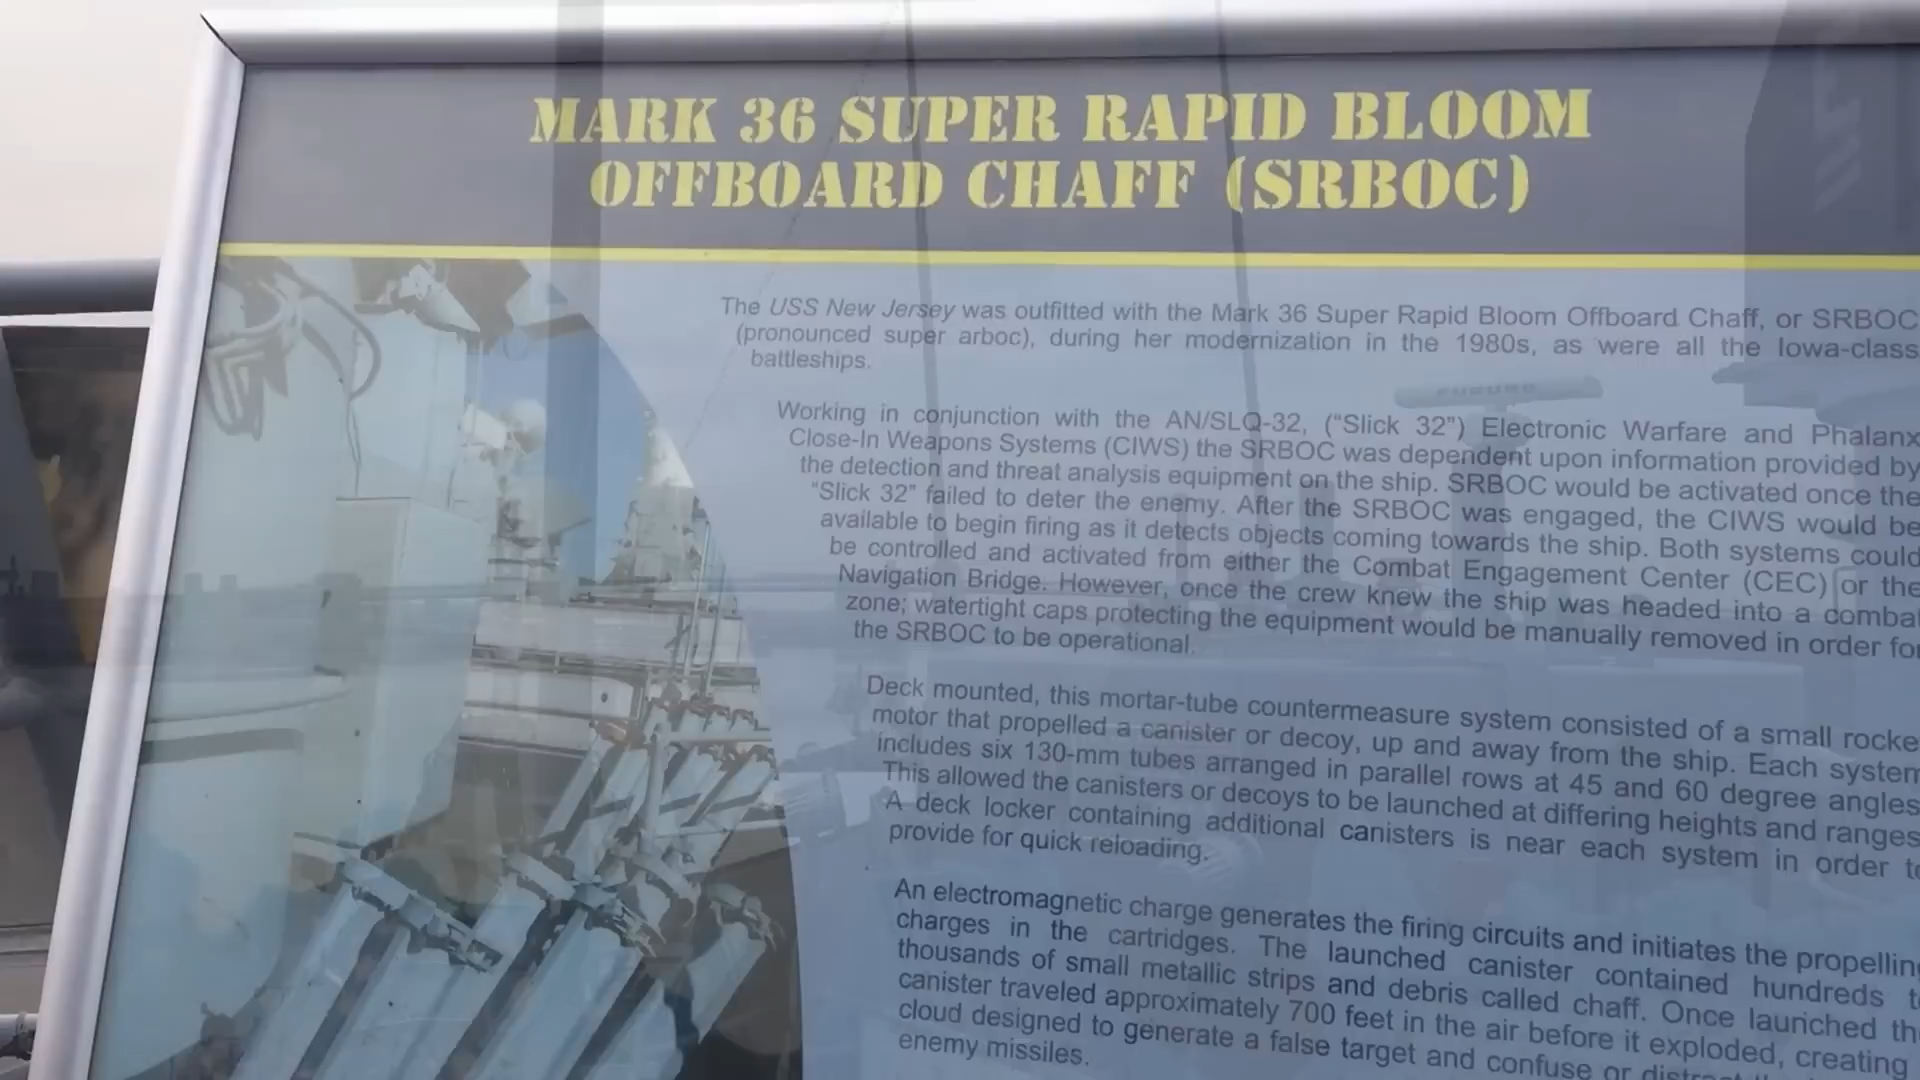 MARK 36 SUPER RAPID BLOOM
OFFBOARD CHAFF (SRBOC)
The USS New Jersey was outfitted with the Mark 36 Super Rapid Bloom Offboard Chaff, or SRBOC
(pronounced super arboc), during her modernization in the 1980s, as were all the Iowa-class
battleships.
Working in conjunction with the AN/SLQ-32, (“Slick 32”) Electronic Warfare and Phalanx
Close-In Weapons Systems (CIWS) the SRBOC was dependent upon information provided by
the detection and threat analysis equipment on the ship. SRBOC would be activated once the
“Slick 32” failed to deter the enemy. After the SRBOC was engaged, the CIWS would be
available to begin firing as it detects objects coming towards the ship. Both systems could
be controlled and activated from either the Combat Engagement Center (CEC) or the
Navigation Bridge. However, once the crew knew the ship was headed into a combat
zone; watertight caps protecting the equipment would be manually removed in order for
the SRBOC to be operational.
Deck mounted, this mortar-tube countermeasure system consisted of a small rocke
motor that propelled a canister or decoy, up and away from the ship. Each system
includes six 130-mm tubes arranged in parallel rows at 45 and 60 degree angles.
This allowed the canisters or decoys to be launched at differing heights and ranges.
A deck locker containing additional canisters is near each system in order to
provide for quick reloading.
An electromagnetic charge generates the firing circuits and initiates the propelling
charges in the cartridges. The launched canister contained hundreds to
thousands of small metallic strips and debris called chaff. Once launched the
canister traveled approximately 700 feet in the air before it exploded, creating
cloud designed to generate a false target and confuse or
enemy missiles.
FURUNO